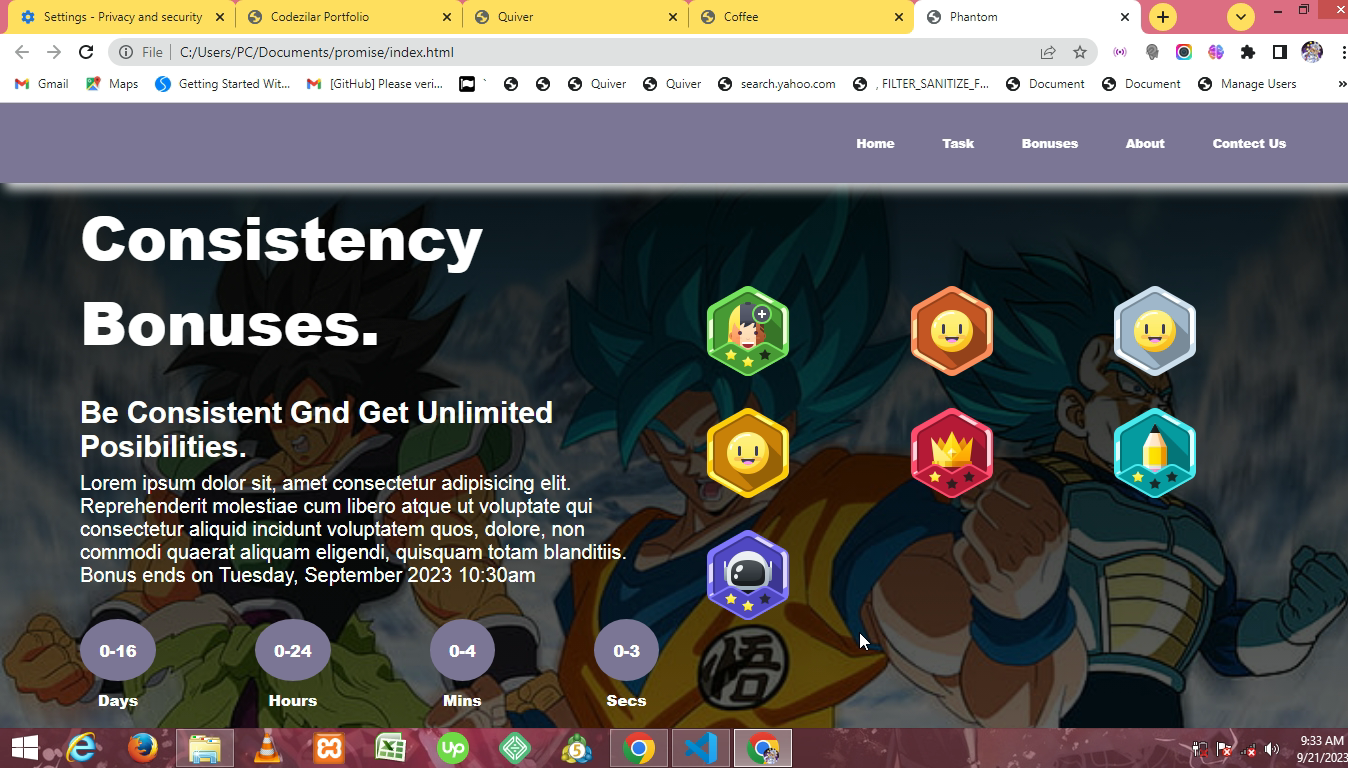 Settings - Privacy and security
Codezilar Portfolio
Quiver
Coffee
Phantom
File
C:/Users/PC/Documents/promise/index.html
Gmail
Maps
Getting Started Wit...
[GitHub] Please veri...
`
Quiver
Quiver
search.yahoo.com
, FILTER_SANITIZE_F...
Document
Document
Manage Users
»
Home
Task
Bonuses
About
Contect Us
Consistency
Bonuses.
Be Consistent Gnd Get Unlimited
Posibilities.
Lorem ipsum dolor sit, amet consectetur adipisicing elit.
Reprehenderit molestiae cum libero atque ut voluptate qui
consectetur aliquid incidunt voluptatem quos, dolore, non
commodi quaerat aliquam eligendi, quisquam totam blanditiis.
Bonus ends on Tuesday, September 2023 10:30am
0-16
0-24
0-4
0-3
Days
Hours
Mins
Secs
悟
Up
5
9:33 AM
9/21/2023